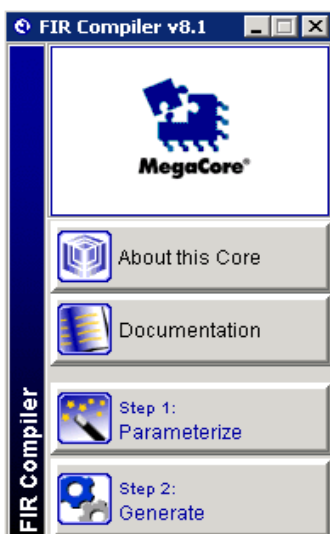 FIR Compiler v8.1
MegaCore®
About this Core
Documentation
Step 1:
Parameterize
Step 2:
Generate
FIR Compiler